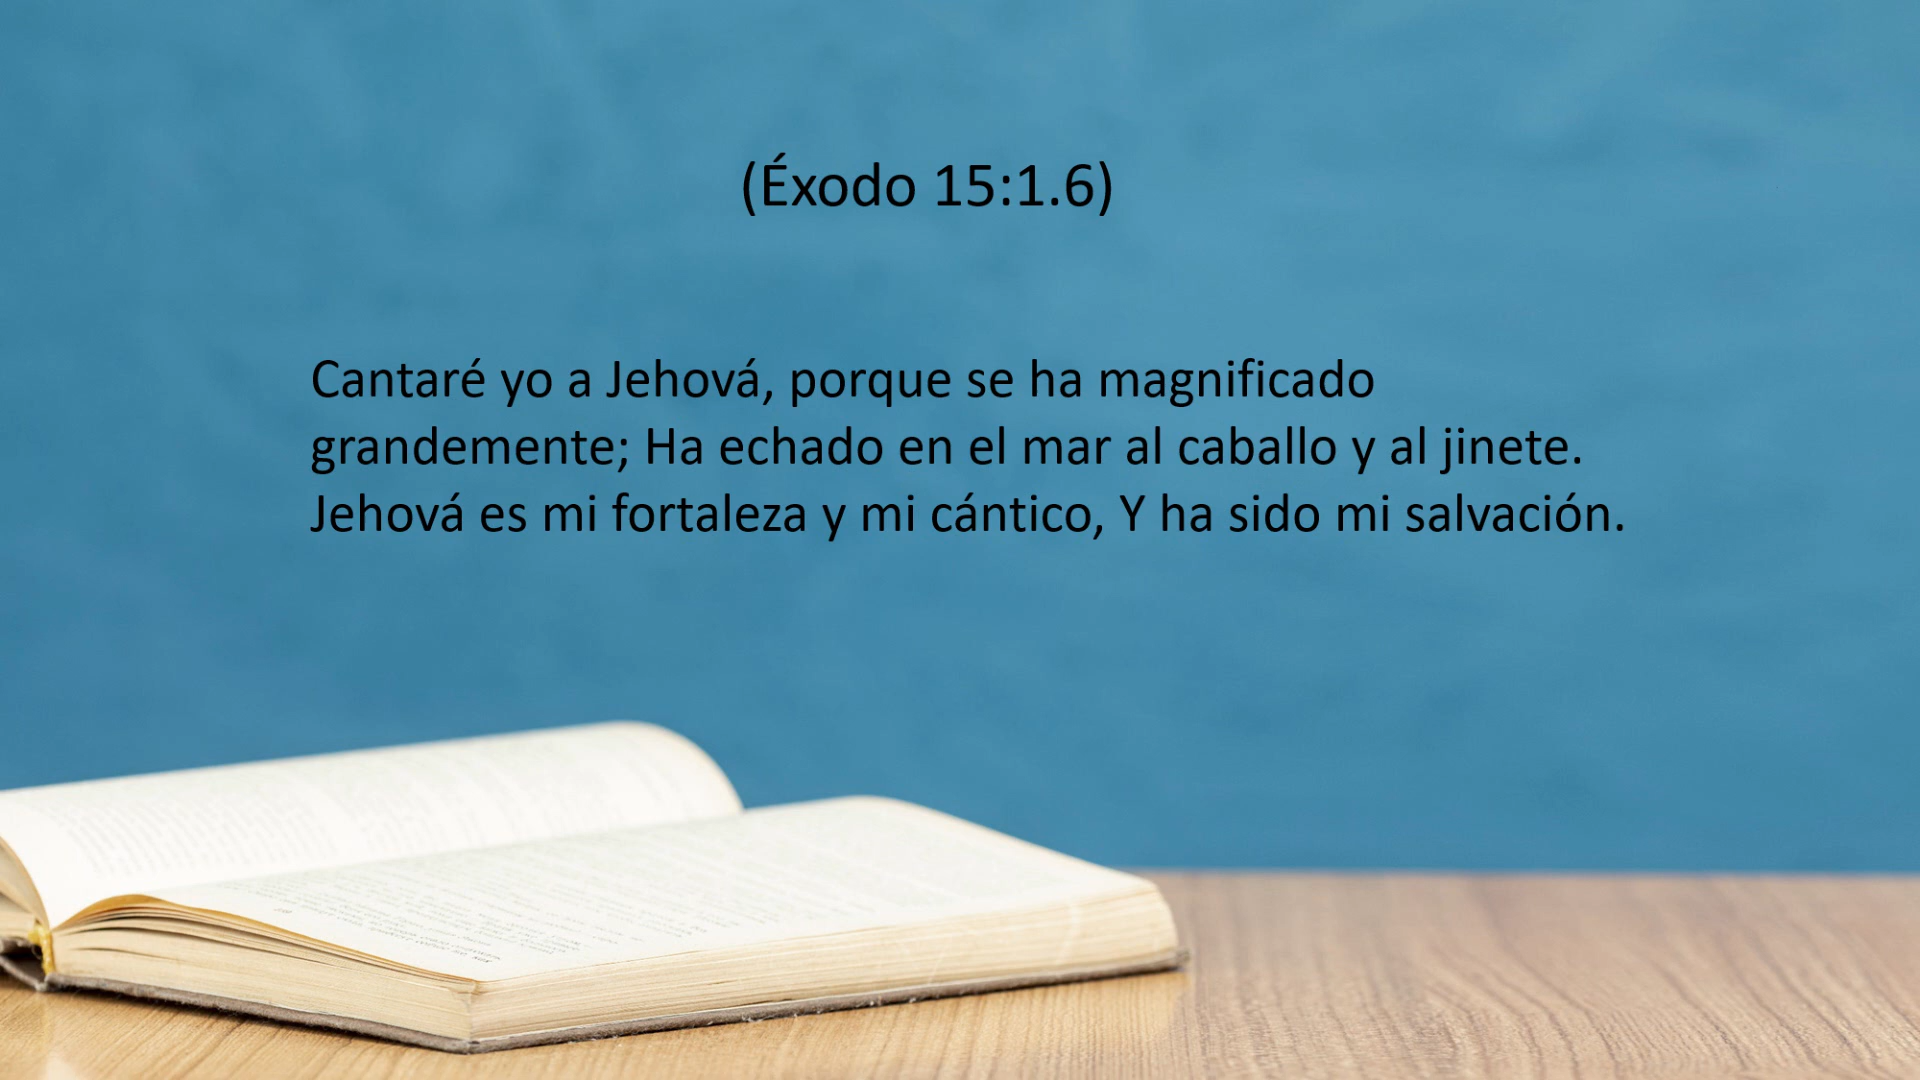 (Éxodo 15:1.6)
Cantaré yo a Jehová, porque se ha magnificado
grandemente; Ha echado en el mar al caballo y al jinete.
Jehová es mi fortaleza y mi cántico, Y ha sido mi salvación.